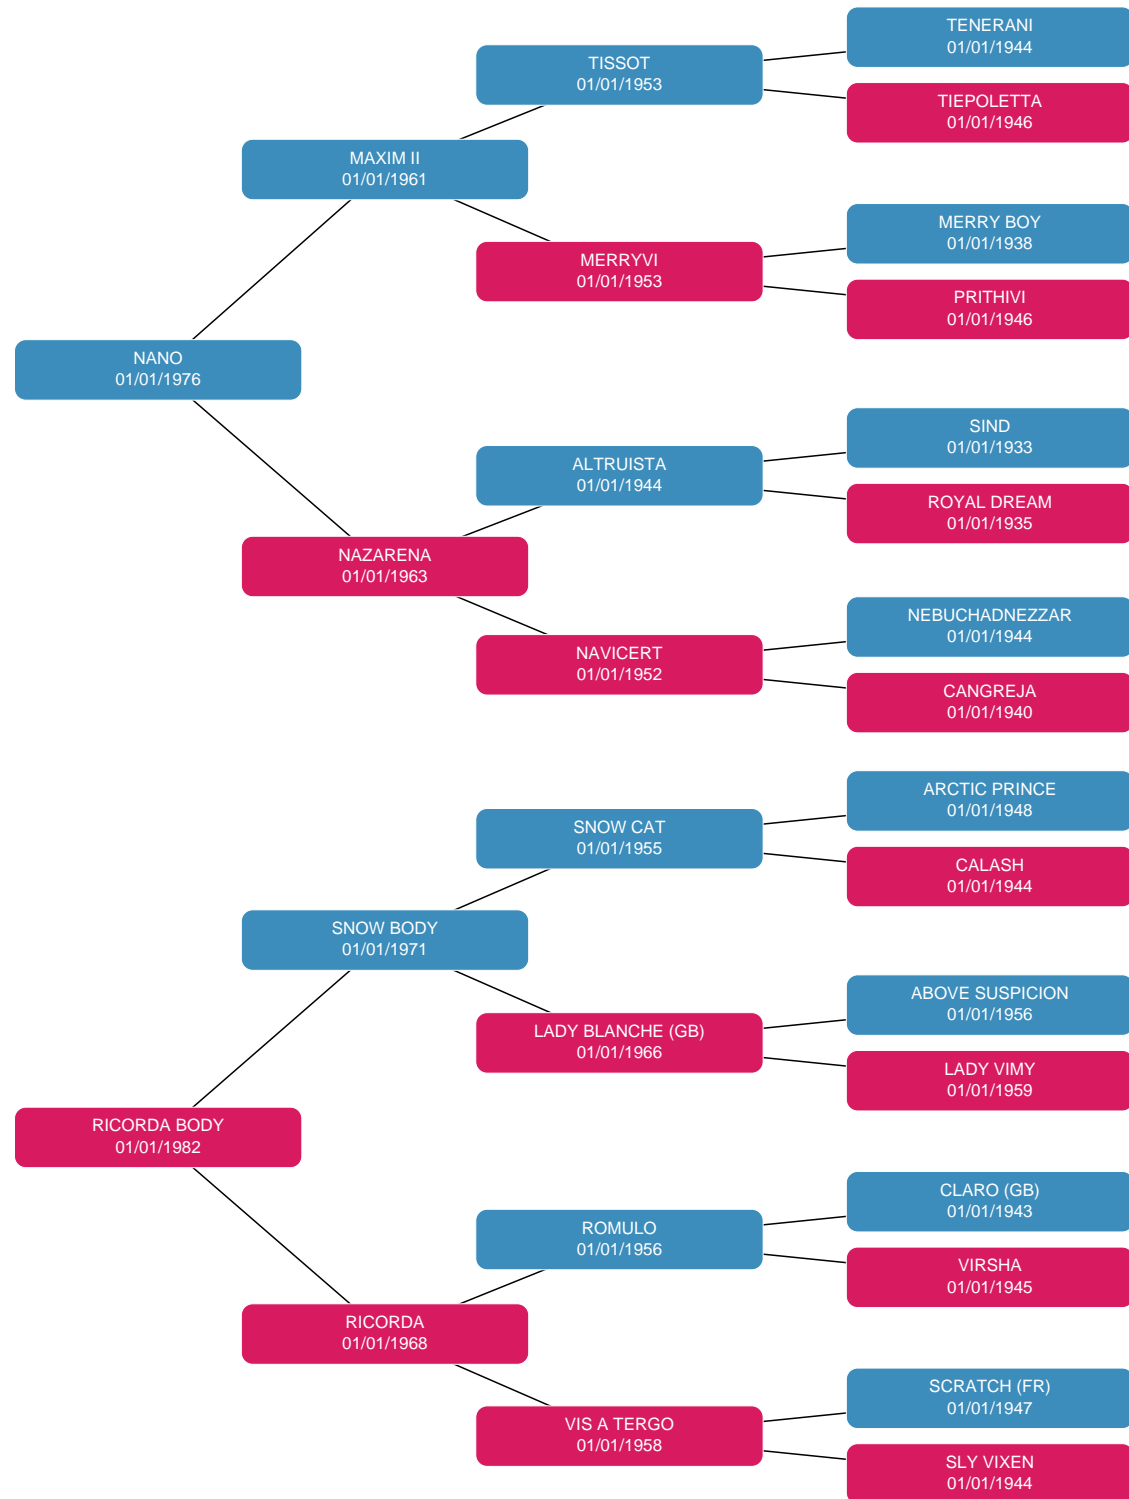 TENERANI
01/01/1944
TISSOT
01/01/1953
TIEPOLETTA
01/01/1946
MAXIM II
01/01/1961
MERRY BOY
01/01/1938
MERRYVI
01/01/1953
PRITHIVI
01/01/1946
NANO
01/01/1976
SIND
01/01/1933
ALTRUISTA
01/01/1944
ROYAL DREAM
01/01/1935
NAZARENA
01/01/1963
NEBUCHADNEZZAR
01/01/1944
NAVICERT
01/01/1952
CANGREJA
01/01/1940
ARCTIC PRINCE
01/01/1948
SNOW CAT
01/01/1955
CALASH
01/01/1944
SNOW BODY
01/01/1971
ABOVE SUSPICION
01/01/1956
LADY BLANCHE (GB)
01/01/1966
LADY VIMY
01/01/1959
RICORDA BODY
01/01/1982
CLARO (GB)
01/01/1943
ROMULO
01/01/1956
VIRSHA
01/01/1945
RICORDA
01/01/1968
SCRATCH (FR)
01/01/1947
VIS A TERGO
01/01/1958
SLY VIXEN
01/01/1944